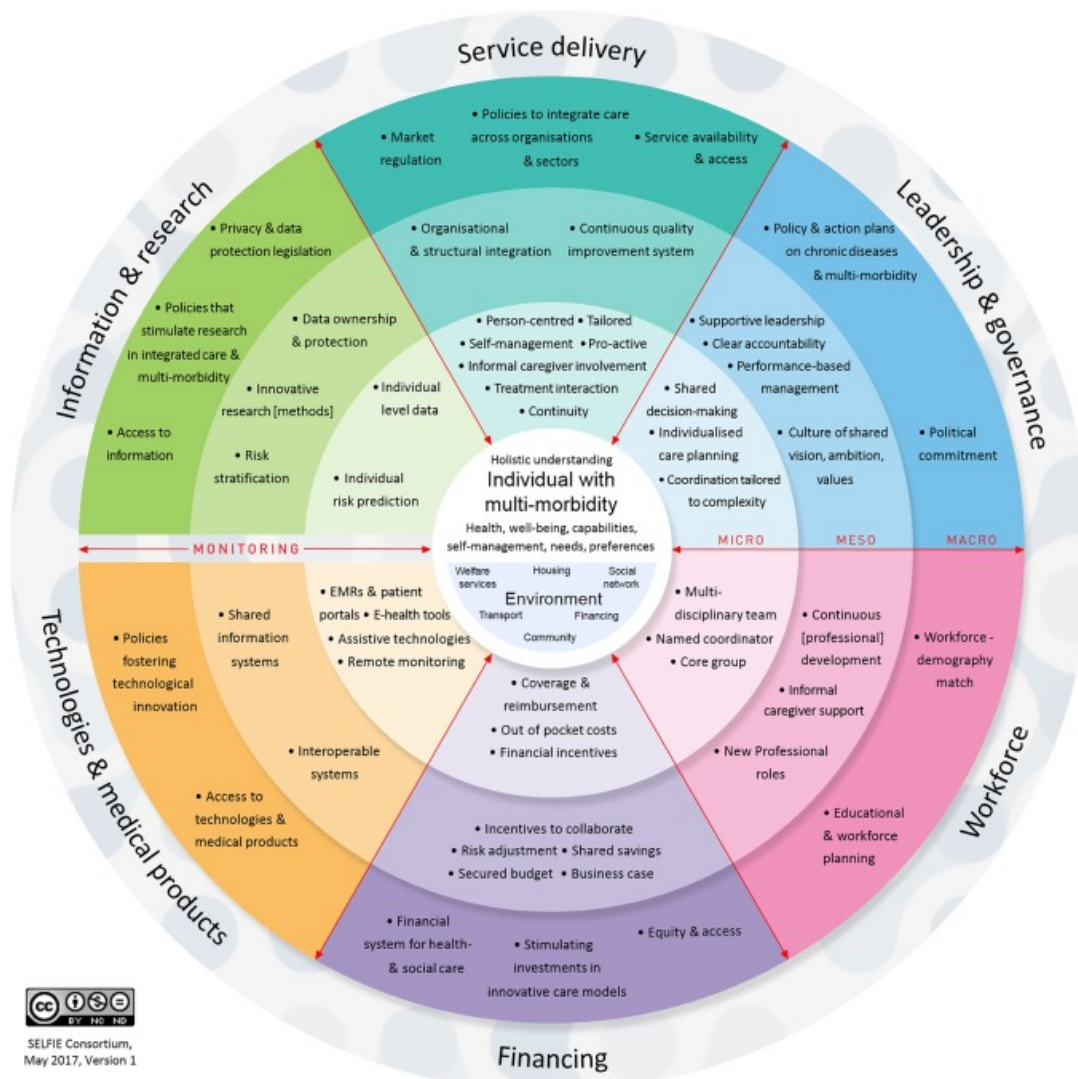 Service delivery
• Policies to integrate care
across organisations
& sectors
• Market
regulation
• Service availability
& access
• Organisational
& structural integration
• Continuous quality
improvement system
• Person-centred • Tailored
• Self-management • Pro-active
• Informal caregiver involvement
• Treatment interaction
• Continuity
Leadership & governance
• Policy & action plans
on chronic diseases
& multi-morbidity
• Political
commitment
• Supportive leadership
• Clear accountability
• Performance-based
management
• Culture of shared
vision, ambition,
values
• Shared
decision-making
• Individualised
care planning
• Coordination tailored
to complexity
Information & research
• Privacy & data
protection legislation
• Policies that
stimulate research
in integrated care &
multi-morbidity
• Access to
information
• Data ownership
& protection
• Innovative
research [methods]
• Risk
stratification
• Individual
level data
• Individual
risk prediction
Holistic understanding
Individual with
multi-morbidity
Health, well-being, capabilities,
self-management, needs, preferences
Welfare
services
Housing
Social
network
Environment
Transport
Financing
Community
MONITORING
MICRO
MESO
MACRO
Technologies & medical products
• EMRs & patient
portals • E-health tools
• Assistive technologies
• Remote monitoring
• Shared
information
systems
• Interoperable
systems
• Policies
fostering
technological
innovation
• Access to
technologies &
medical products
Workforce
• Multi-
disciplinary team
• Named coordinator
• Core group
• Continuous
[professional]
development
• Informal
caregiver support
• New Professional
roles
• Workforce -
demography
match
• Educational
& workforce
planning
• Coverage &
reimbursement
• Out of pocket costs
• Financial incentives
• Incentives to collaborate
• Risk adjustment • Shared savings
• Secured budget • Business case
• Financial
system for health-
& social care
• Stimulating
investments in
innovative care models
• Equity & access
Financing
cc
BY NC ND
SELFIE Consortium,
May 2017, Version 1